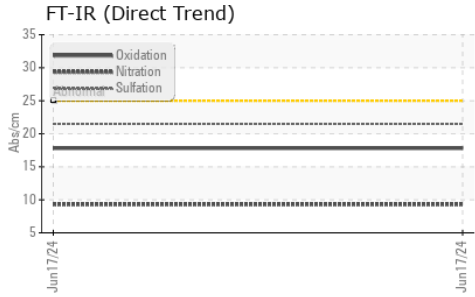 FT-IR (Direct Trend)
35
30
25
20
15
10
5
Abs/cm
Oxidation
Nitration
Sulfation
Abnormal
Jun17/24
Jun17/24